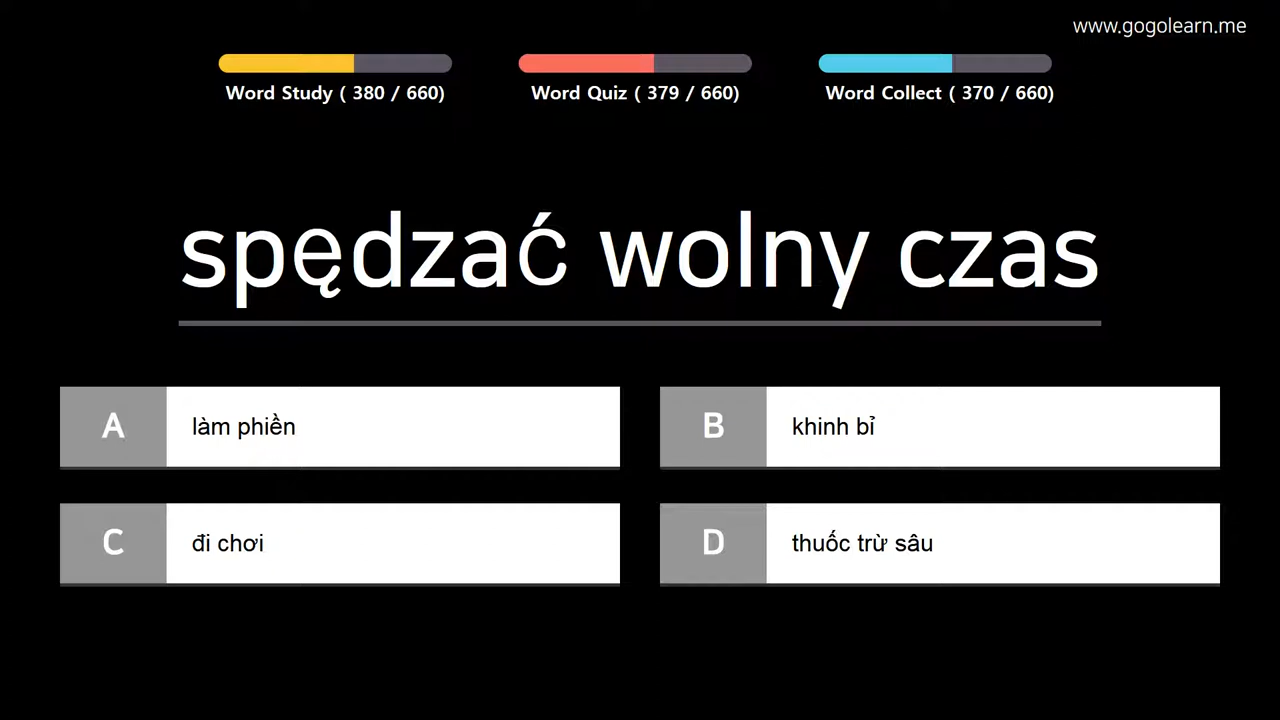 www.gogolearn.me
Word Study ( 380 / 660)
Word Quiz ( 379 / 660)
Word Collect ( 370 / 660)
spędzać wolny czas
A làm phiền
B khinh bỉ
C đi chơi
D thuốc trừ sâu